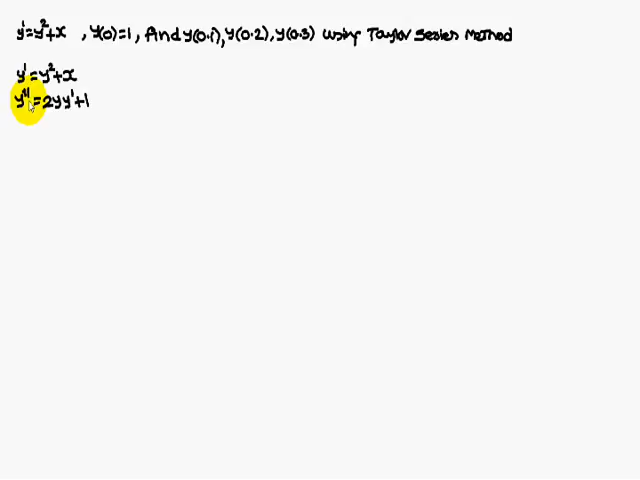 y' = y² + x , y(0) = 1, find y(0.1), y(0.2), y(0.3) using Taylor Series Method
y' = y² + x
y'' = 2yy' + 1